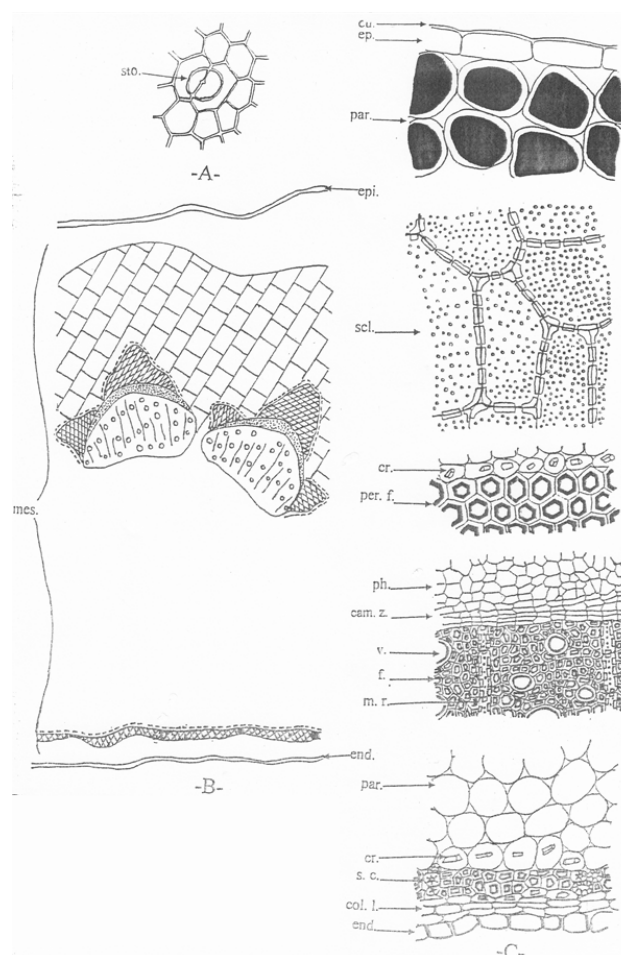 sto.
-A-
epi.
mes.
end.
-B-
cu.
ep.
par.
scl.
cr.
per. f.
ph.
cam. z.
v.
f.
m. r.
par.
cr.
s. c.
col. l.
end.
-C-